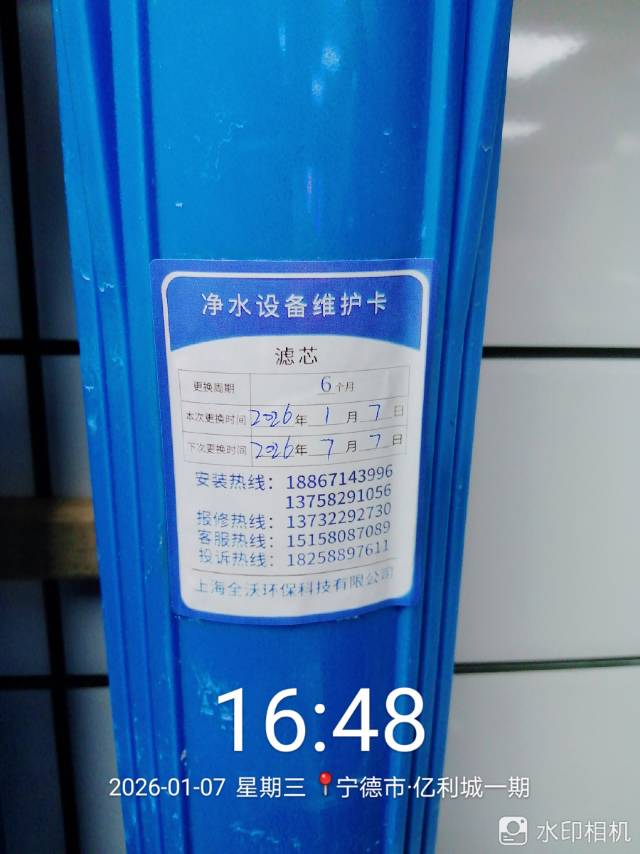 净水设备维护卡
滤芯
更换周期 6个月
本次更换时间 2026年1月7日
下次更换时间 2026年7月7日
安装热线：18867143996
13758291056
报修热线：13732292730
客服热线：15158087089
投诉热线：18258897611
上海全沃环保科技有限公司
16:48
2026-01-07 星期三 宁德市·亿利城一期
水印相机